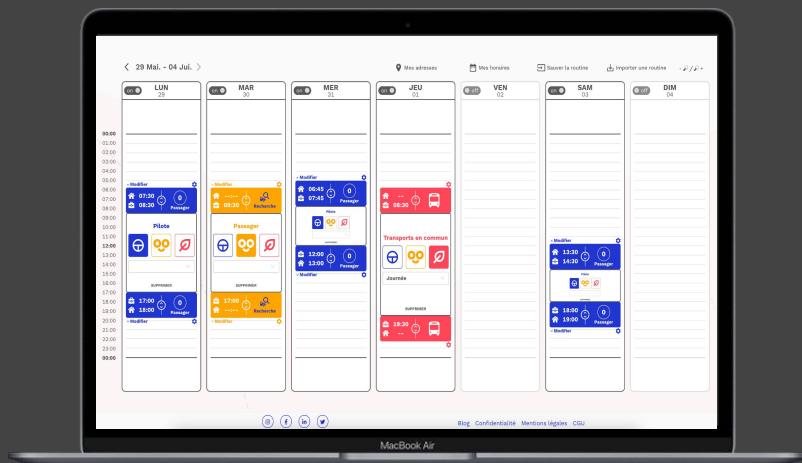 29 Mai. - 04 Jui.
Mes adresses
Mes horaires
Sauver la routine
Importer une routine
on LUN 29
on MAR 30
on MER 31
on JEU 01
off VEN 02
on SAM 03
off DIM 04
00:00
01:00
02:00
03:00
04:00
05:00
06:00
07:00
08:00
09:00
10:00
11:00
12:00
13:00
14:00
15:00
16:00
17:00
18:00
19:00
20:00
21:00
22:00
23:00
00:00
Modifier
07:30
08:30
0
Passager
Pilote
SUPPRIMER
17:00
18:00
0
Passager
Modifier
Modifier
--:--
08:30
Recherche
Passager
SUPPRIMER
17:00
--:--
Recherche
Modifier
Modifier
06:45
07:45
0
Passager
Pilote
SUPPRIMER
12:00
13:00
0
Passager
Modifier
--
08:30
Transports en commun
Journée
SUPPRIMER
19:30
--
Modifier
13:30
14:30
0
Passager
Pilote
18:00
19:00
0
Passager
Modifier
Blog Confidentialité Mentions légales CGU
MacBook Air